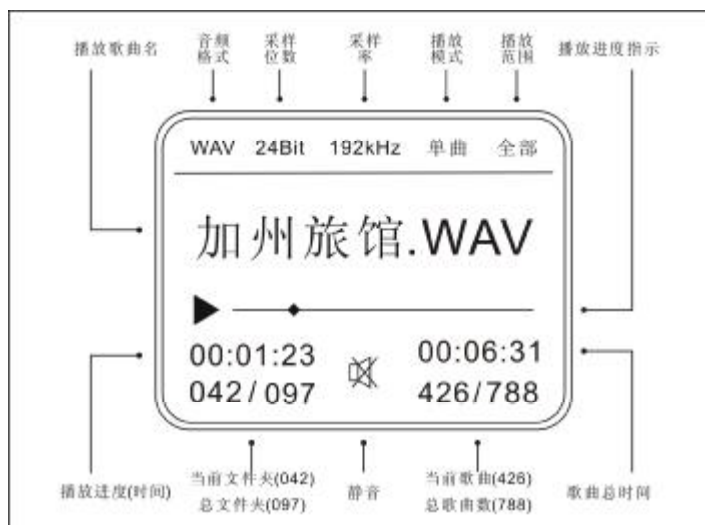 播放歌曲名
音频
格式
采样
位数
采样
率
播放
模式
播放
范围
播放进度指示
WAV 24Bit 192kHz 单曲 全部
加州旅馆.WAV
00:01:23 00:06:31
042/097 426/788
播放进度(时间)
当前文件夹(042)
总文件夹(097)
静音
当前歌曲(426)
总歌曲数(788)
歌曲总时间